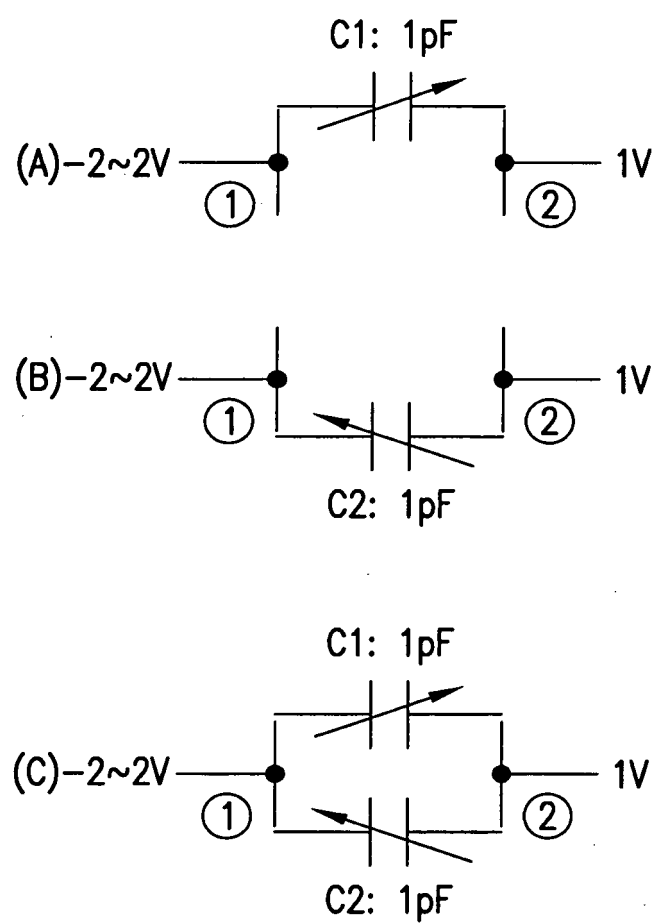 C1: 1pF
(A)-2~2V 1V
① ②
(B)-2~2V 1V
① ②
C2: 1pF
C1: 1pF
(C)-2~2V 1V
① ②
C2: 1pF